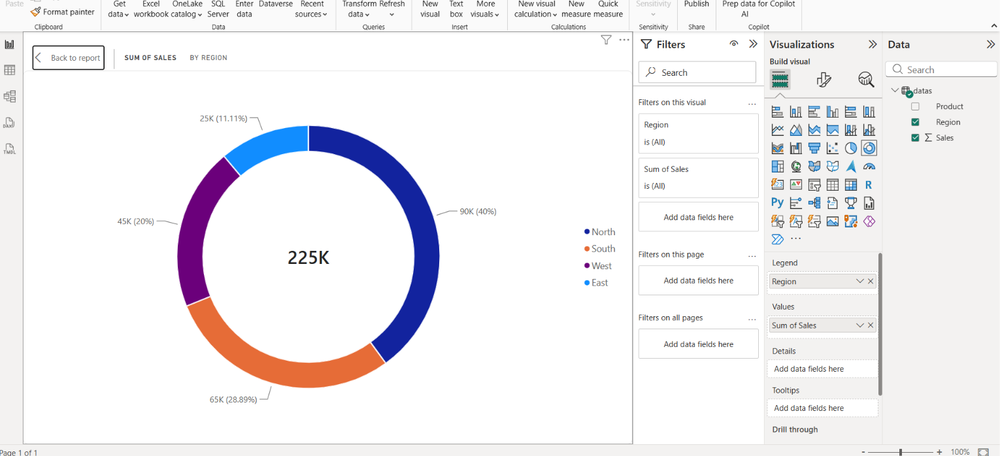 Paste
Format painter
Clipboard
Get data
Excel workbook
OneLake catalog
SQL Server
Enter data
Dataverse
Recent sources
Data
Transform data
Refresh
Queries
New visual
Text box
More visuals
Insert
New visual calculation
New measure
Quick measure
Calculations
Sensitivity
Sensitivity
Publish
Share
Prep data for AI
Copilot
Copilot
Back to report
SUM OF SALES
BY REGION
25K (11.11%)
90K (40%)
45K (20%)
225K
65K (28.89%)
North
South
West
East
Filters
Search
Filters on this visual
...
Region
is (All)
Sum of Sales
is (All)
Add data fields here
Filters on this page
...
Add data fields here
Filters on all pages
...
Add data fields here
Visualizations
Build visual
123
R
Py
...
Legend
Region
Values
Sum of Sales
Details
Add data fields here
Tooltips
Add data fields here
Drill through
Data
Search
datas
Product
Region
Σ Sales
DAX
TMDL
Page 1 of 1
- + 100%